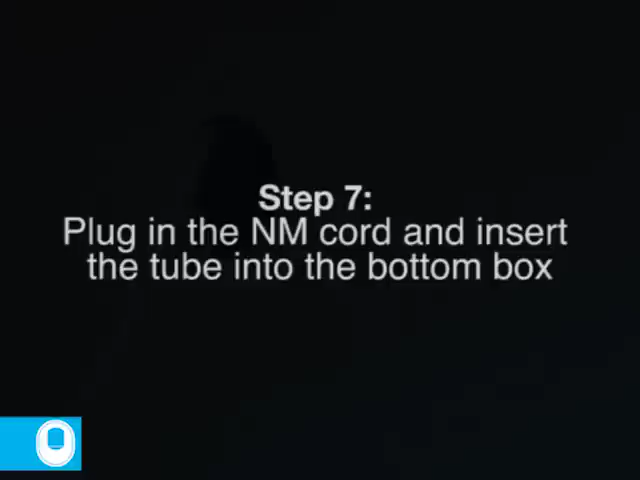 Step 7:
Plug in the NM cord and insert
the tube into the bottom box